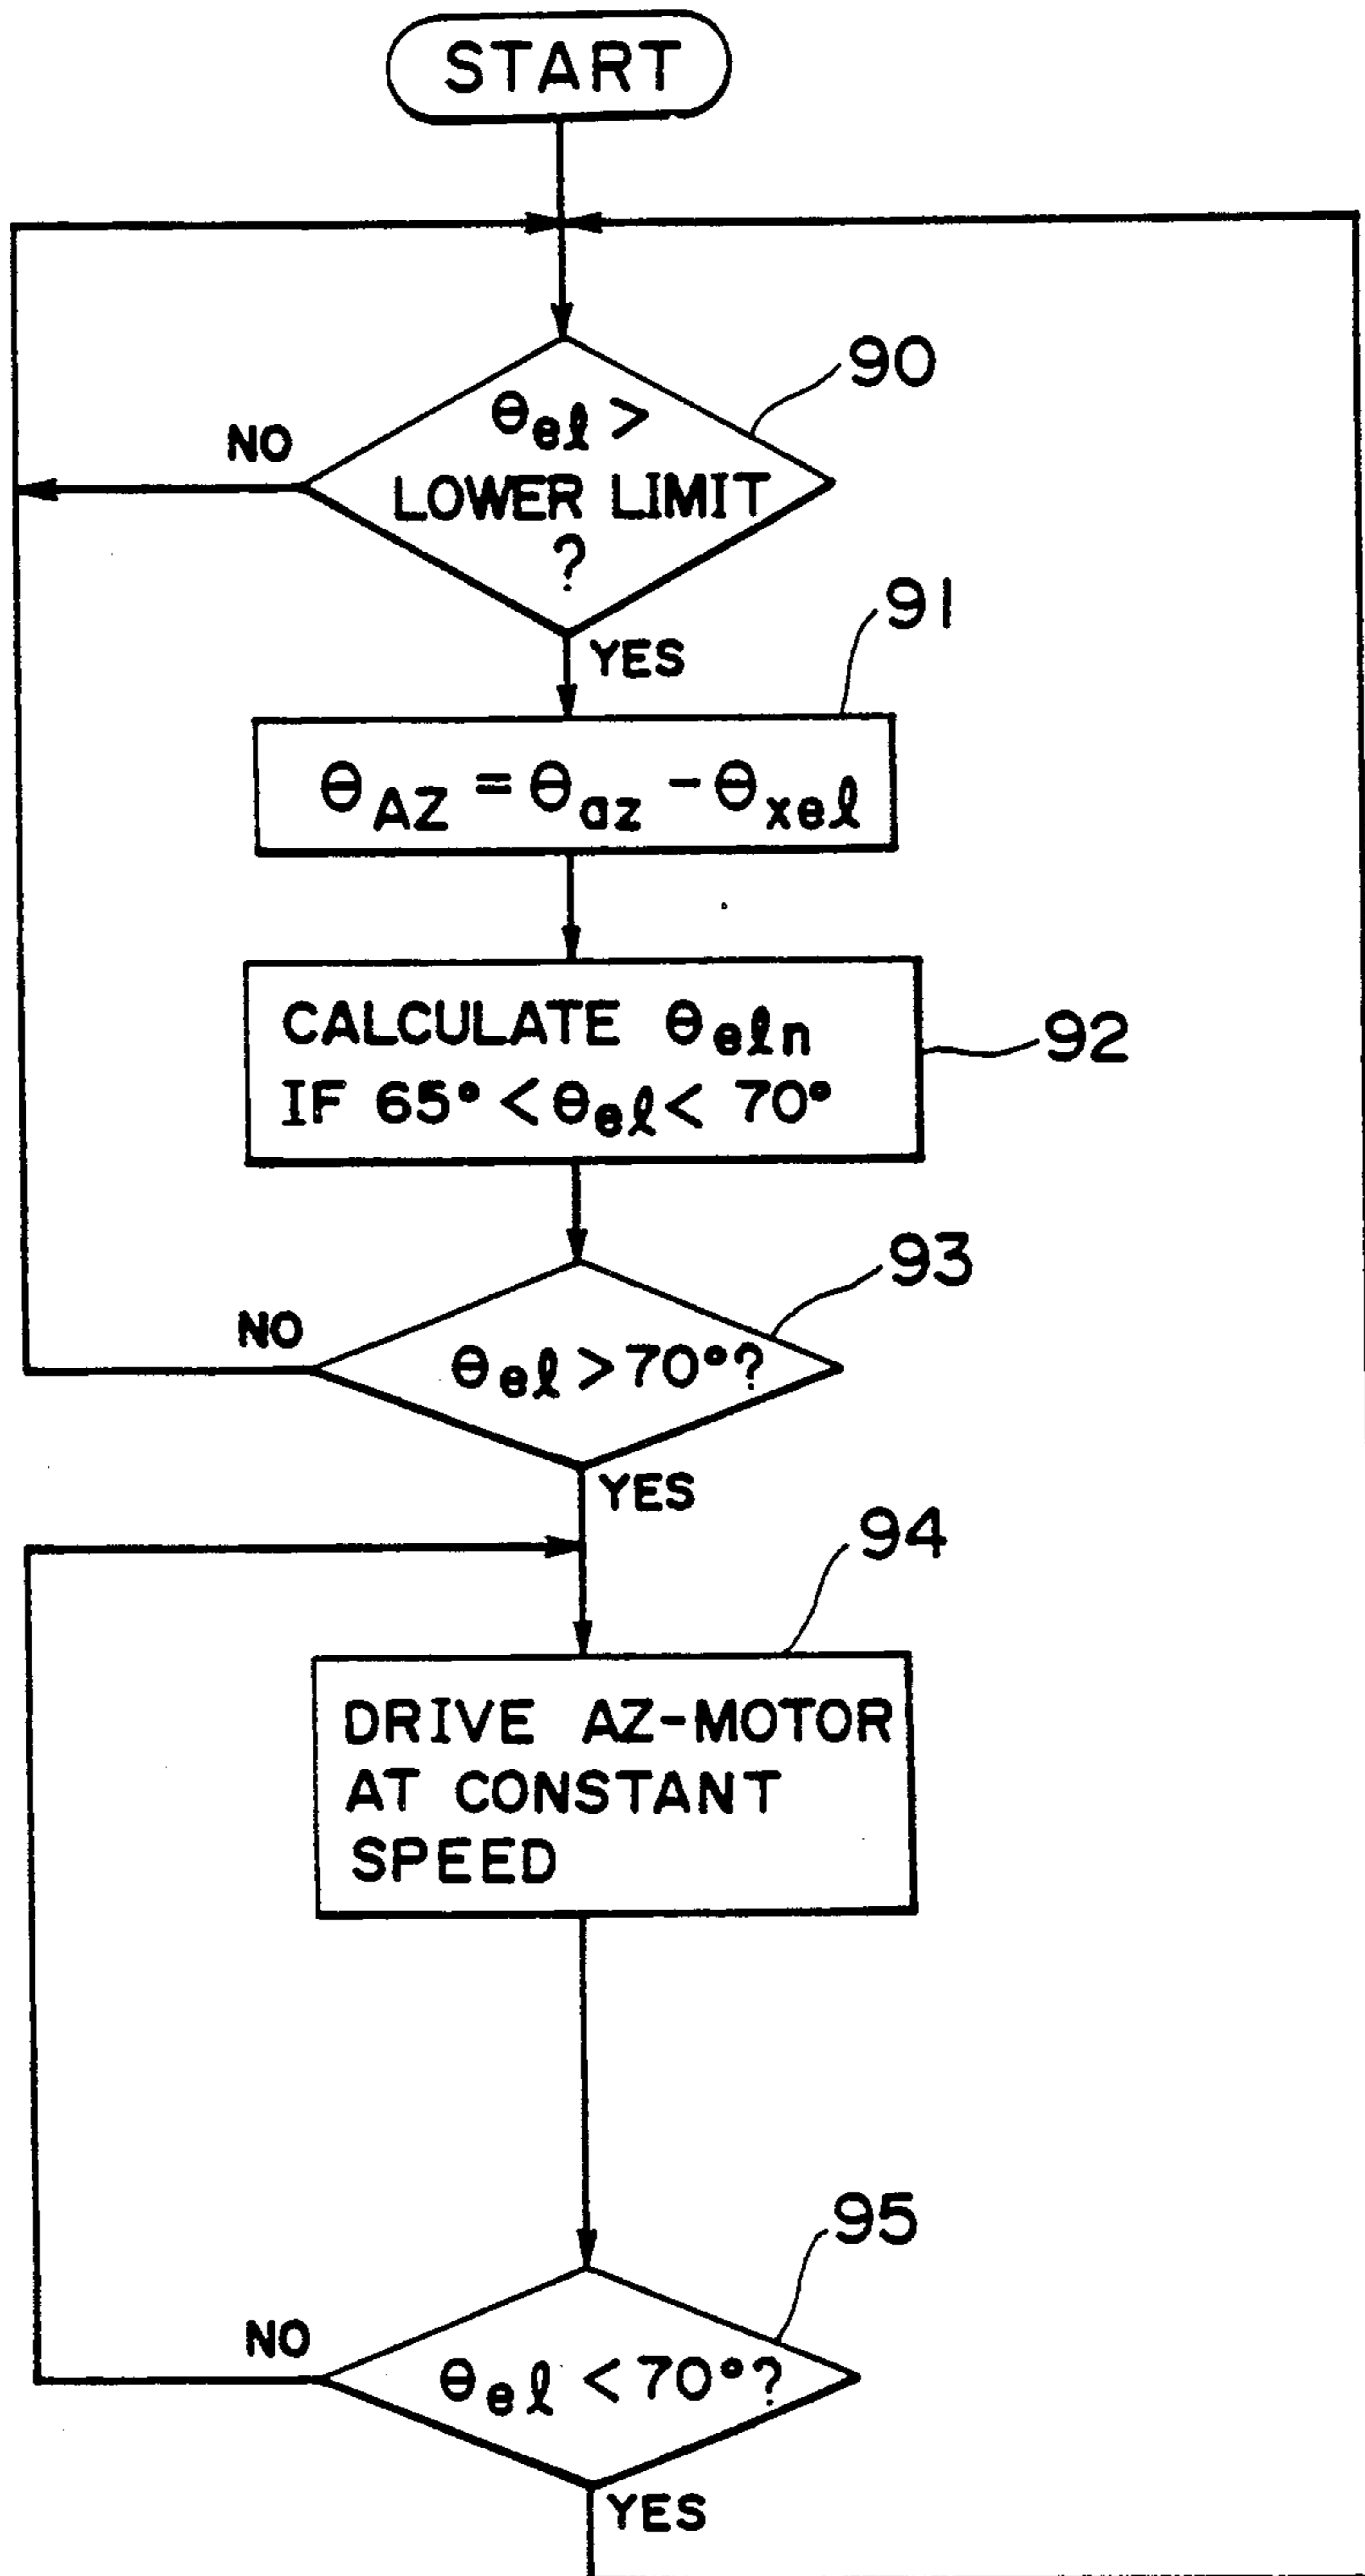 START
90
θel >
LOWER LIMIT
?
NO
YES
91
θAZ = θaz - θxel
92
CALCULATE θeln
IF 65° < θel < 70°
93
θel > 70°?
NO
YES
94
DRIVE AZ-MOTOR
AT CONSTANT
SPEED
95
θel < 70°?
NO
YES